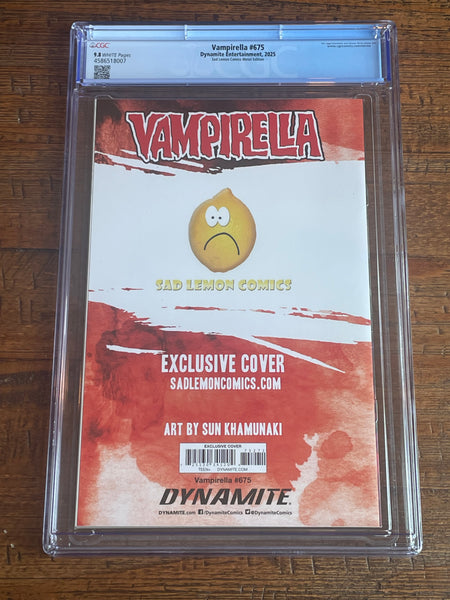 CGC
Vampirella #675
9.8 WHITE Pages
Dynamite Entertainment, 2025
4586518007
Sad Lemon Comics Metal Edition
VAMPIRELLA
SAD LEMON COMICS
EXCLUSIVE COVER
SADLEMONCOMICS.COM
ART BY SUN KHAMUNAKI
EXCLUSIVE COVER
TEEN+ DYNAMITE.COM
Vampirella #675
DYNAMITE
DYNAMITE.COM /DynamiteComics @DynamiteComics